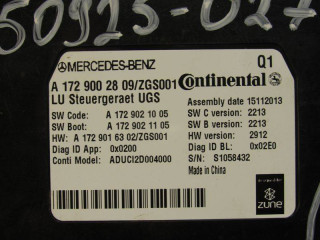 50923-027
MERCEDES-BENZ Q1
A 172 900 28 09/ZGS001 Continental
LU Steuergeraet UGS Assembly date 15112013
SW Code: A 172 902 10 05 SW C version: 2213
SW Boot: A 172 902 11 05 SW B version: 2213
HW: A 172 901 63 02/ZGS 001 HW version: 2912
Diag ID App: 0x0200 Diag ID BL: 0x02E0
Conti Model: ADUCI2D004000 S/N: S1058432
Made in China
zune